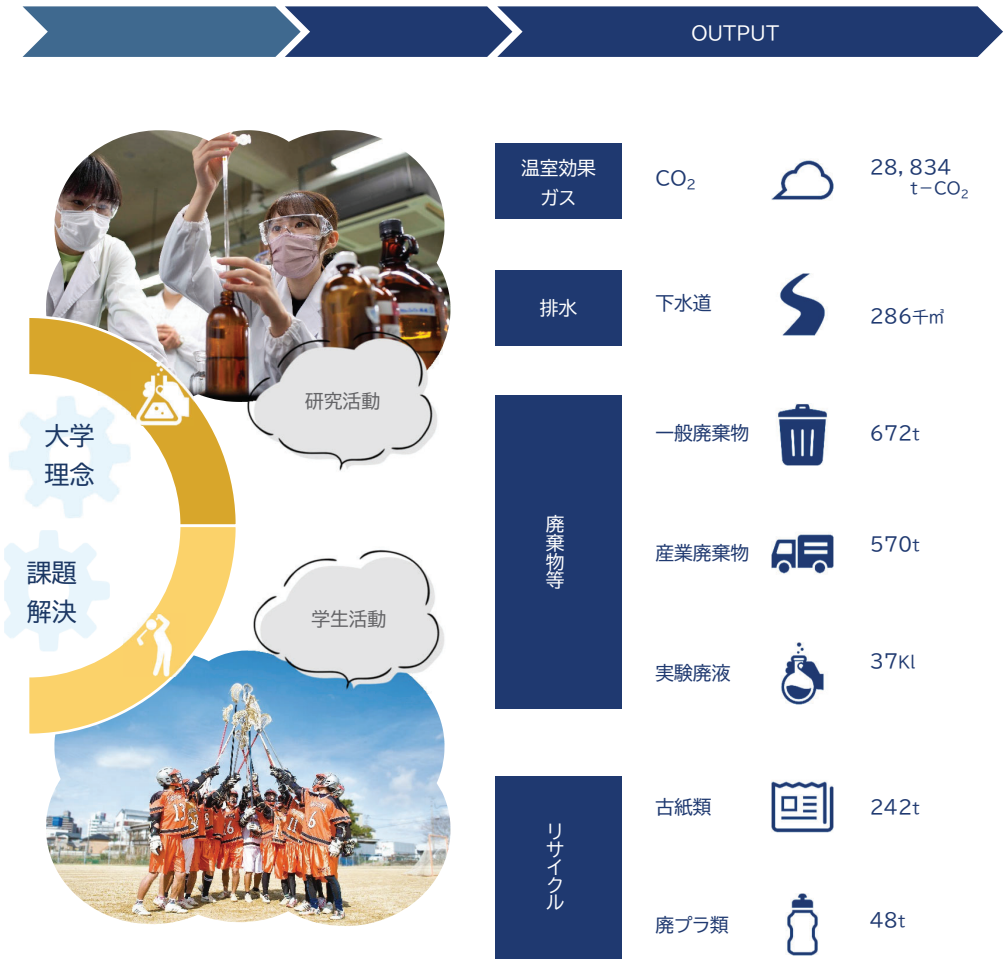 OUTPUT
温室効果
ガス
CO₂
28,834
t-CO₂
排水
下水道
286千㎥
廃棄物等
一般廃棄物
672t
産業廃棄物
570t
実験廃液
37Kl
リサイクル
古紙類
242t
廃プラ類
48t
研究活動
大学
理念
課題
解決
学生活動